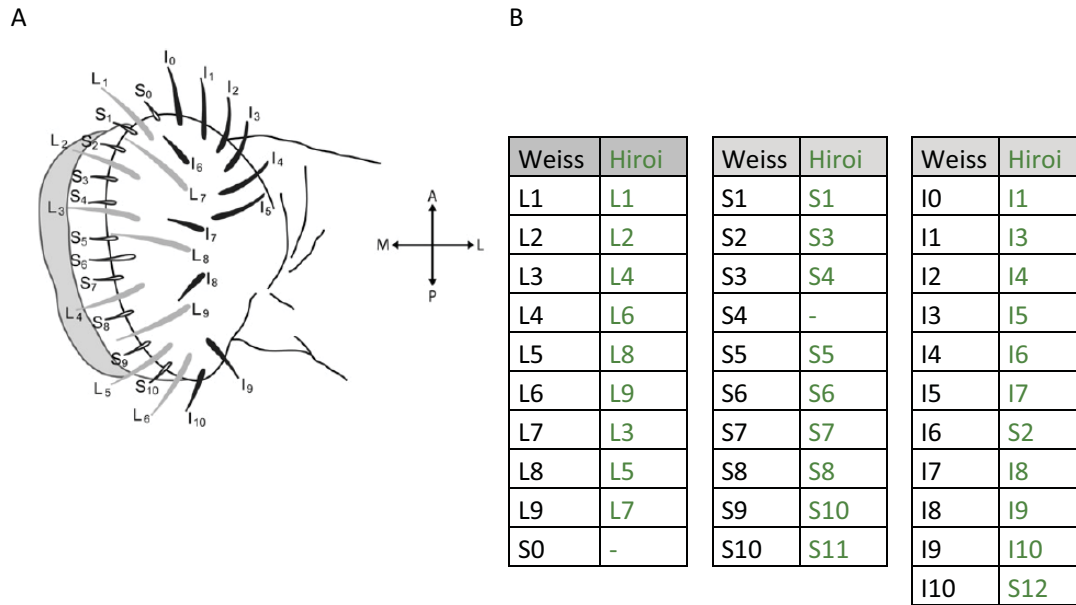 A
B
I0
I1
I2
I3
I4
I5
L1
S0
S1
L2
S2
S3
S4
L3
S5
S6
S7
L4
S8
S9
L5
S10
L6
I10
I9
I6
L7
I7
L8
I8
L9
A
M
L
P
Weiss Hiroi
L1 L1
L2 L2
L3 L4
L4 L6
L5 L8
L6 L9
L7 L3
L8 L5
L9 L7
S0 -
Weiss Hiroi
S1 S1
S2 S3
S3 S4
S4 -
S5 S5
S6 S6
S7 S7
S8 S8
S9 S10
S10 S11
Weiss Hiroi
I0 I1
I1 I3
I2 I4
I3 I5
I4 I6
I5 I7
I6 S2
I7 I8
I8 I9
I9 I10
I10 S12